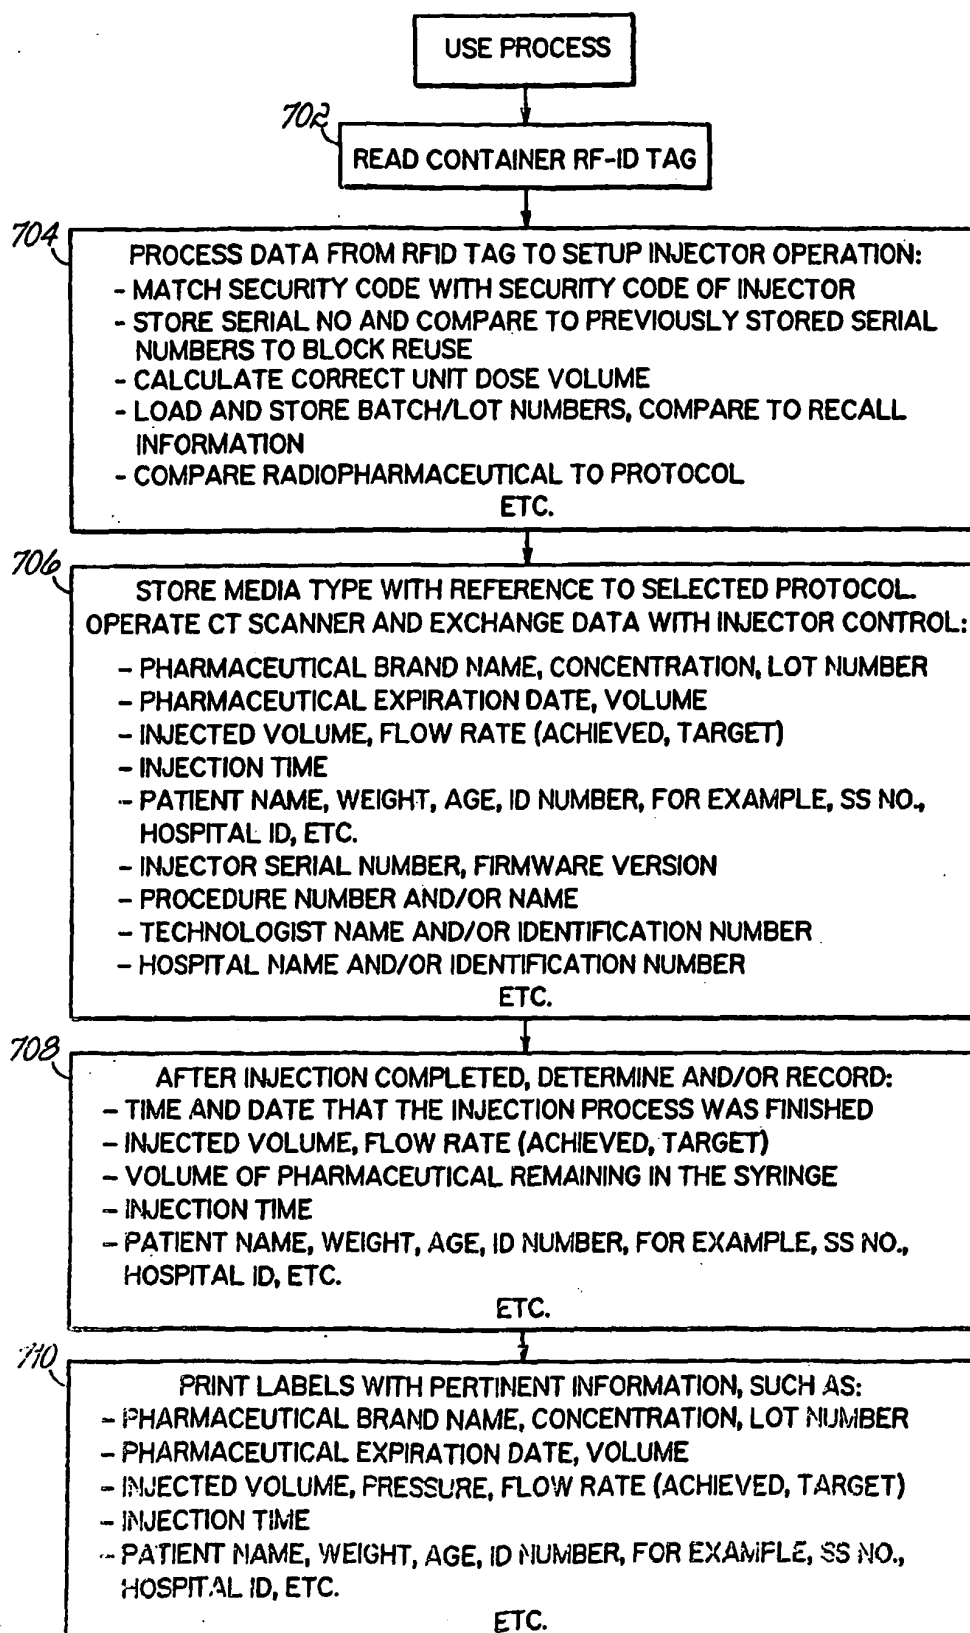 USE PROCESS
702
READ CONTAINER RF-ID TAG
704
PROCESS DATA FROM RFID TAG TO SETUP INJECTOR OPERATION:
- MATCH SECURITY CODE WITH SECURITY CODE OF INJECTOR
- STORE SERIAL NO AND COMPARE TO PREVIOUSLY STORED SERIAL
NUMBERS TO BLOCK REUSE
- CALCULATE CORRECT UNIT DOSE VOLUME
- LOAD AND STORE BATCH/LOT NUMBERS, COMPARE TO RECALL
INFORMATION
- COMPARE RADIOPHARMACEUTICAL TO PROTOCOL
ETC.
706
STORE MEDIA TYPE WITH REFERENCE TO SELECTED PROTOCOL.
OPERATE CT SCANNER AND EXCHANGE DATA WITH INJECTOR CONTROL:
- PHARMACEUTICAL BRAND NAME, CONCENTRATION, LOT NUMBER
- PHARMACEUTICAL EXPIRATION DATE, VOLUME
- INJECTED VOLUME, FLOW RATE (ACHIEVED, TARGET)
- INJECTION TIME
- PATIENT NAME, WEIGHT, AGE, ID NUMBER, FOR EXAMPLE, SS NO.,
HOSPITAL ID, ETC.
- INJECTOR SERIAL NUMBER, FIRMWARE VERSION
- PROCEDURE NUMBER AND/OR NAME
- TECHNOLOGIST NAME AND/OR IDENTIFICATION NUMBER
- HOSPITAL NAME AND/OR IDENTIFICATION NUMBER
ETC.
708
AFTER INJECTION COMPLETED, DETERMINE AND/OR RECORD:
- TIME AND DATE THAT THE INJECTION PROCESS WAS FINISHED
- INJECTED VOLUME, FLOW RATE (ACHIEVED, TARGET)
- VOLUME OF PHARMACEUTICAL REMAINING IN THE SYRINGE
- INJECTION TIME
- PATIENT NAME, WEIGHT, AGE, ID NUMBER, FOR EXAMPLE, SS NO.,
HOSPITAL ID, ETC.
ETC.
710
PRINT LABELS WITH PERTINENT INFORMATION, SUCH AS:
- PHARMACEUTICAL BRAND NAME, CONCENTRATION, LOT NUMBER
- PHARMACEUTICAL EXPIRATION DATE, VOLUME
- INJECTED VOLUME, PRESSURE, FLOW RATE (ACHIEVED, TARGET)
- INJECTION TIME
- PATIENT NAME, WEIGHT, AGE, ID NUMBER, FOR EXAMPLE, SS NO.,
HOSPITAL ID, ETC.
ETC.